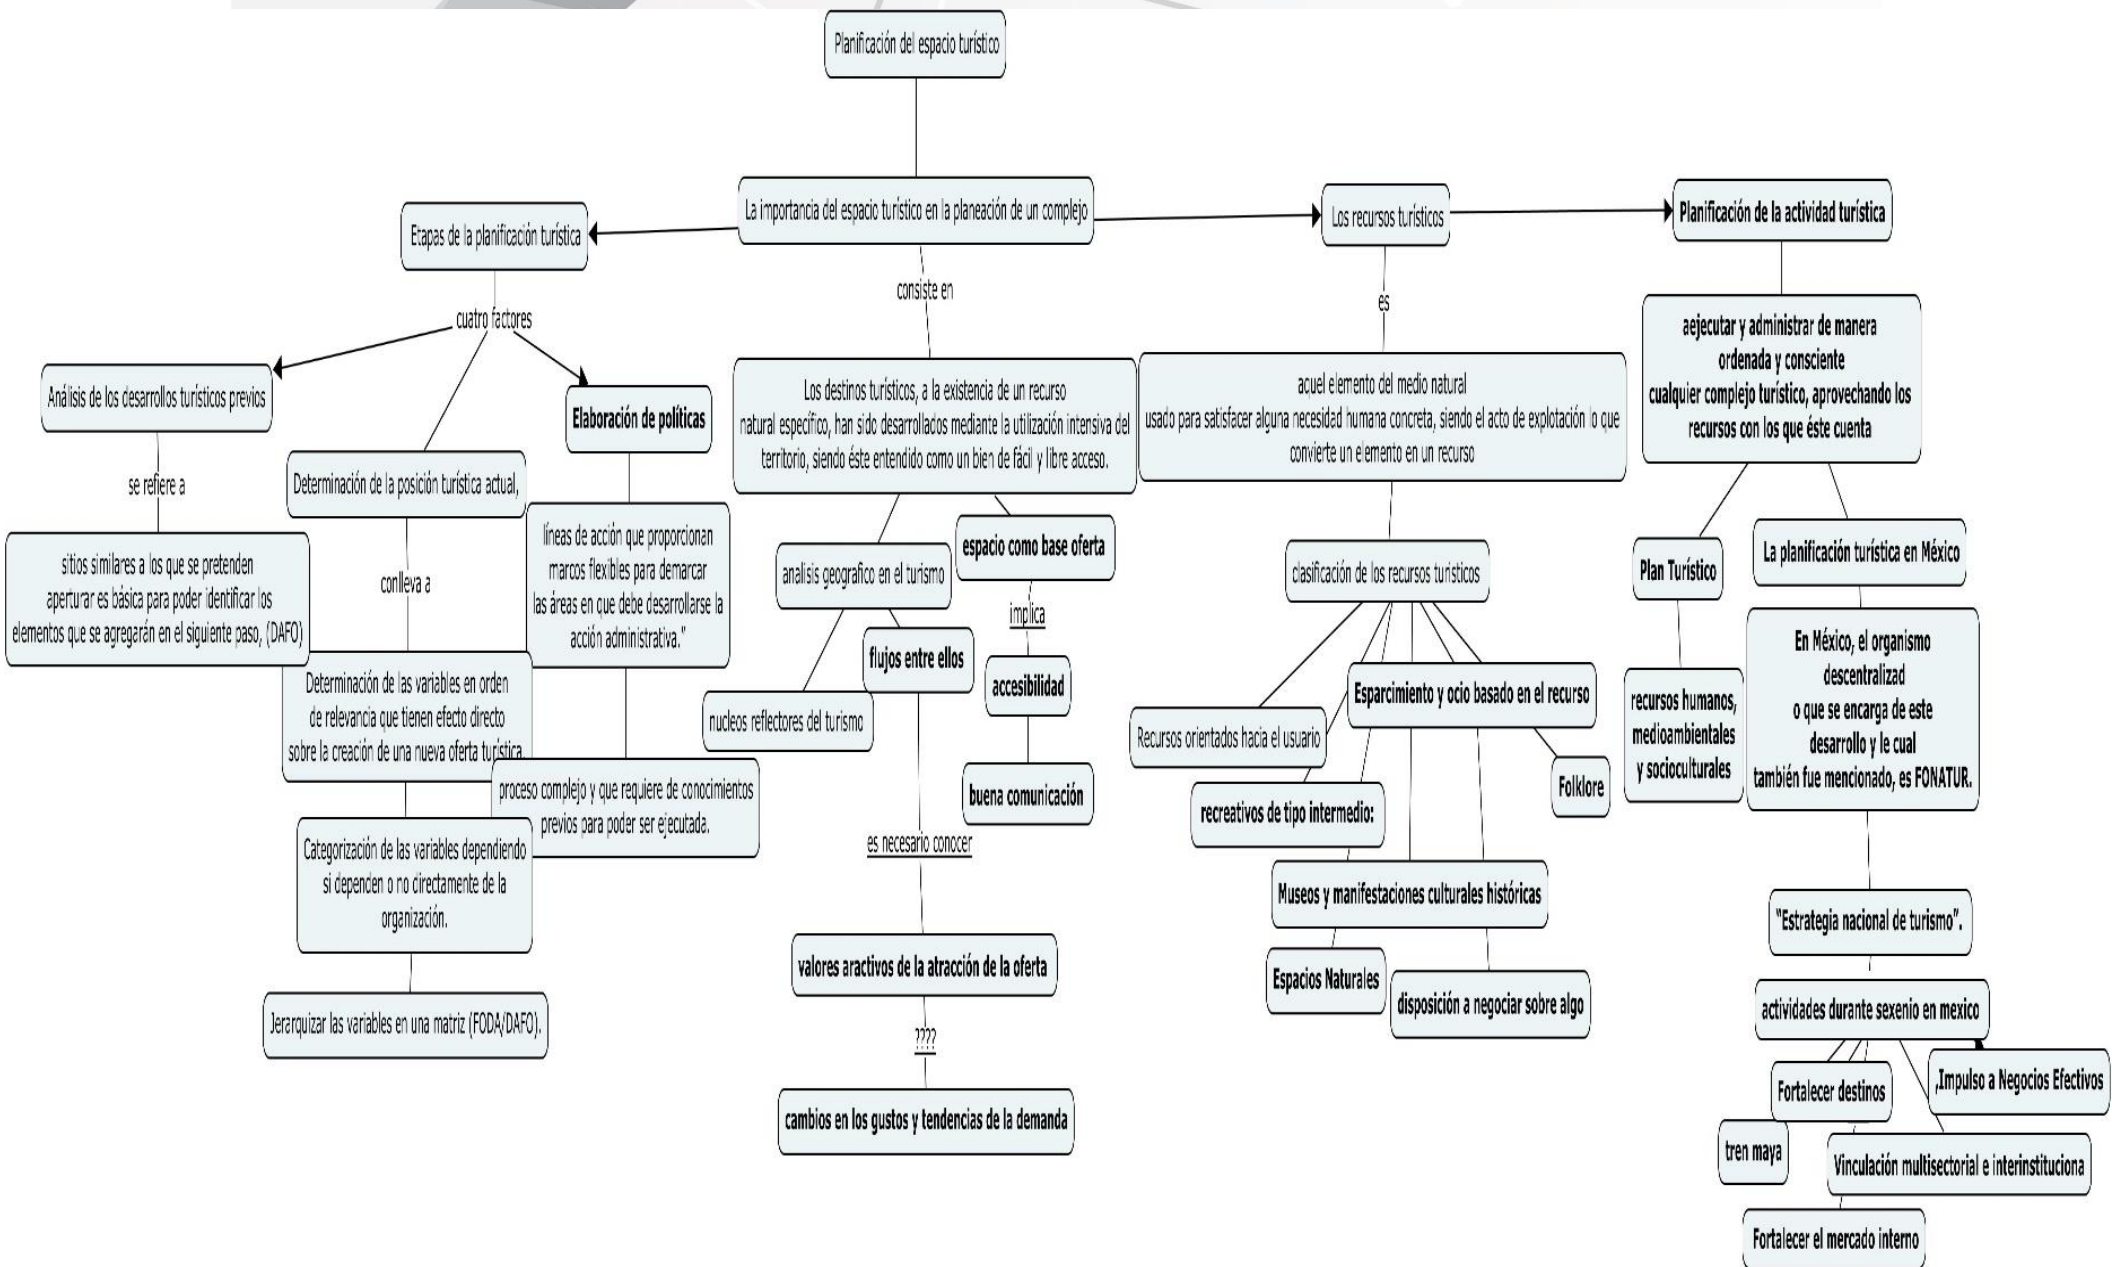 Planificación del espacio turístico
La importancia del espacio turístico en la planeación de un complejo
Etapas de la planificación turística
cuatro factores
Análisis de los desarrollos turísticos previos
se refiere a
sitios similares a los que se pretenden
aperturar es básica para poder identificar los
elementos que se agregarán en el siguiente paso, (DAFO)
Determinación de la posición turística actual,
conlleva a
Determinación de las variables en orden
de relevancia que tienen efecto directo
sobre la creación de una nueva oferta turística.
Categorización de las variables dependiendo
si dependen o no directamente de la
organización.
Jerarquizar las variables en una matriz (FODA/DAFO).
Elaboración de políticas
líneas de acción que proporcionan
marcos flexibles para demarcar
las áreas en que debe desarrollarse la
acción administrativa.”
proceso complejo y que requiere de conocimientos
previos para poder ser ejecutada.
consiste en
Los destinos turísticos, a la existencia de un recurso
natural específico, han sido desarrollados mediante la utilización intensiva del
territorio, siendo éste entendido como un bien de fácil y libre acceso.
analisis geografico en el turismo
nucleos reflectores del turismo
flujos entre ellos
es necesario conocer
valores aractivos de la atracción de la oferta
????
cambios en los gustos y tendencias de la demanda
espacio como base oferta
implica
accesibilidad
buena comunicación
Los recursos turísticos
es
aquel elemento del medio natural
usado para satisfacer alguna necesidad humana concreta, siendo el acto de explotación lo que
convierte un elemento en un recurso
clasificación de los recursos turisticos
Recursos orientados hacia el usuario
recreativos de tipo intermedio:
Esparcimiento y ocio basado en el recurso
Folklore
Museos y manifestaciones culturales históricas
Espacios Naturales
disposición a negociar sobre algo
Planificación de la actividad turística
aejecutar y administrar de manera
ordenada y consciente
cualquier complejo turístico, aprovechando los
recursos con los que éste cuenta
Plan Turístico
recursos humanos,
medioambientales
y socioculturales
La planificación turística en México
En México, el organismo
descentralizad
o que se encarga de este
desarrollo y le cual
también fue mencionado, es FONATUR.
“Estrategia nacional de turismo”.
actividades durante sexenio en mexico
Fortalecer destinos
,Impulso a Negocios Efectivos
tren maya
Vinculación multisectorial e interinstituciona
Fortalecer el mercado interno